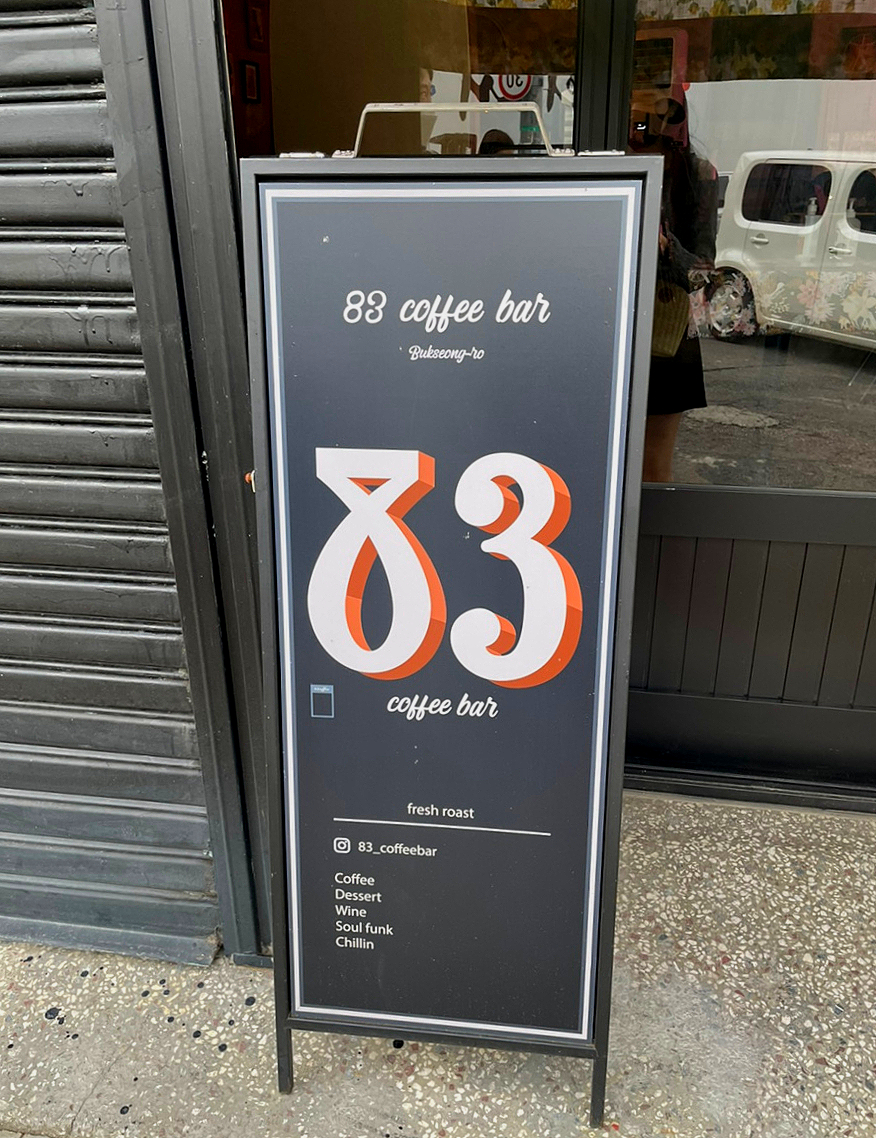 83 coffee bar
Bukseong-ro
83
coffee bar
fresh roast
83_coffeebar
Coffee
Dessert
Wine
Soul funk
Chillin